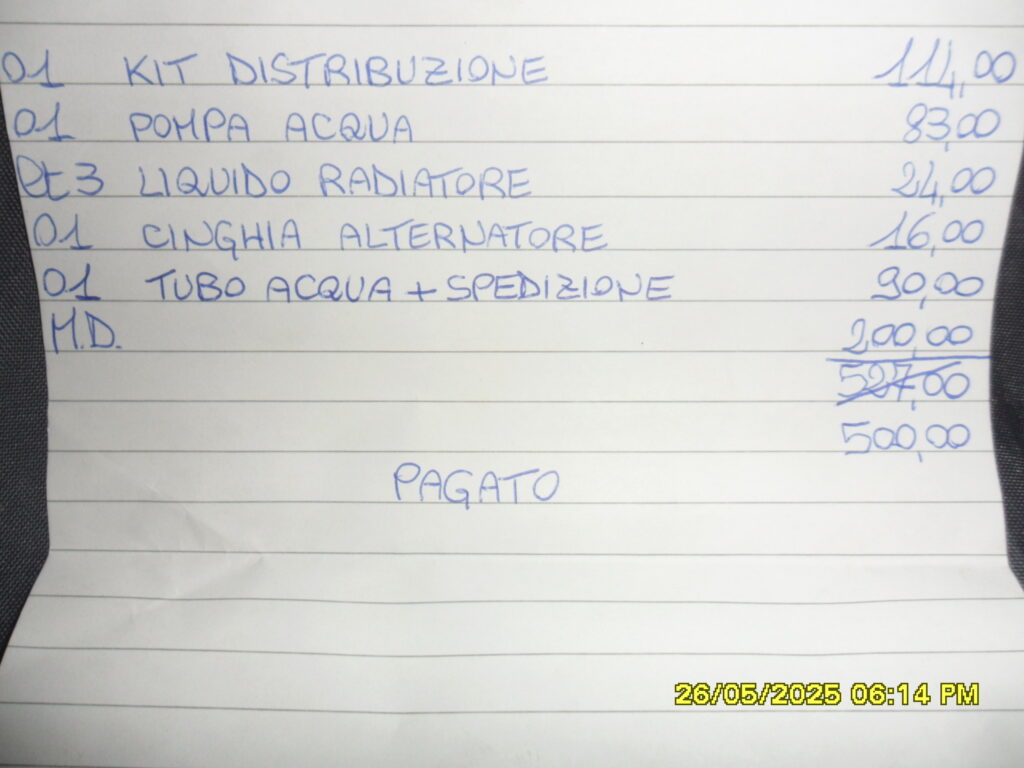 01 KIT DISTRIBUZIONE 114,00
01 POMPA ACQUA 83,00
lt 3 LIQUIDO RADIATORE 24,00
01 CINGHIA ALTERNATORE 16,00
01 TUBO ACQUA + SPEDIZIONE 90,00
M.D. 200,00
527,00
500,00
PAGATO
26/05/2025 06:14 PM